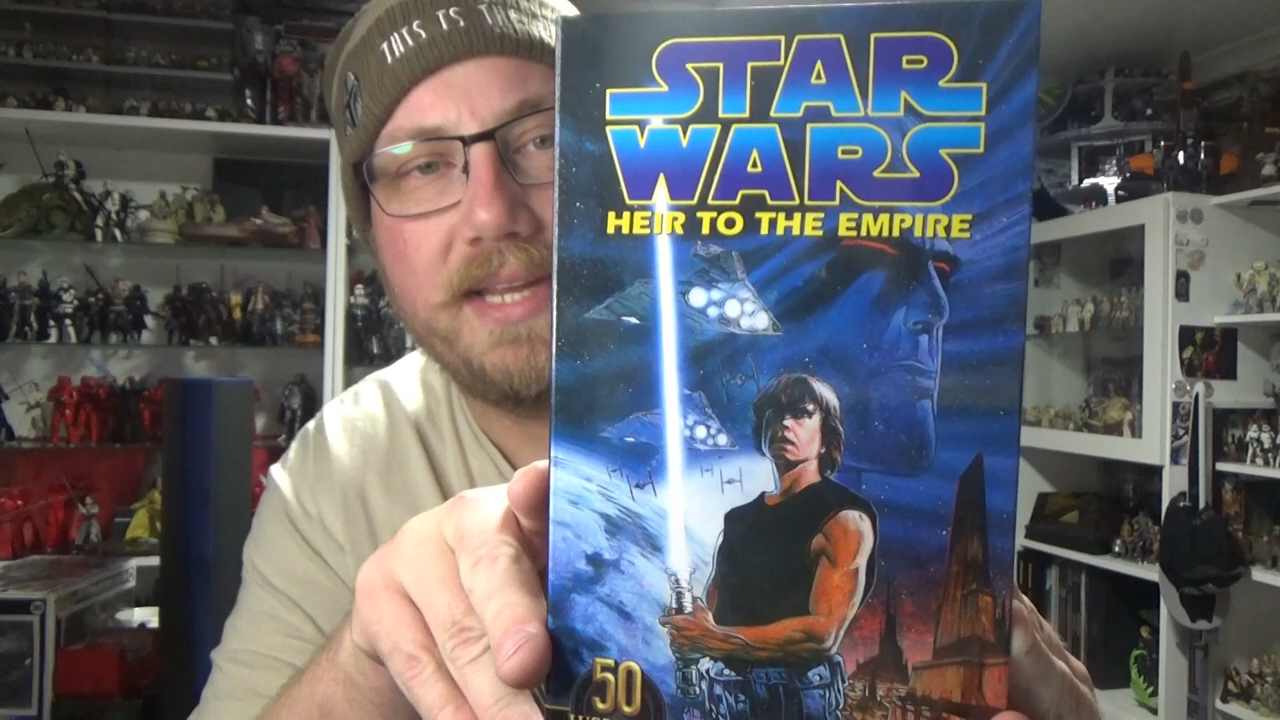 THIS IS THE
STAR
WARS
HEIR TO THE EMPIRE
50